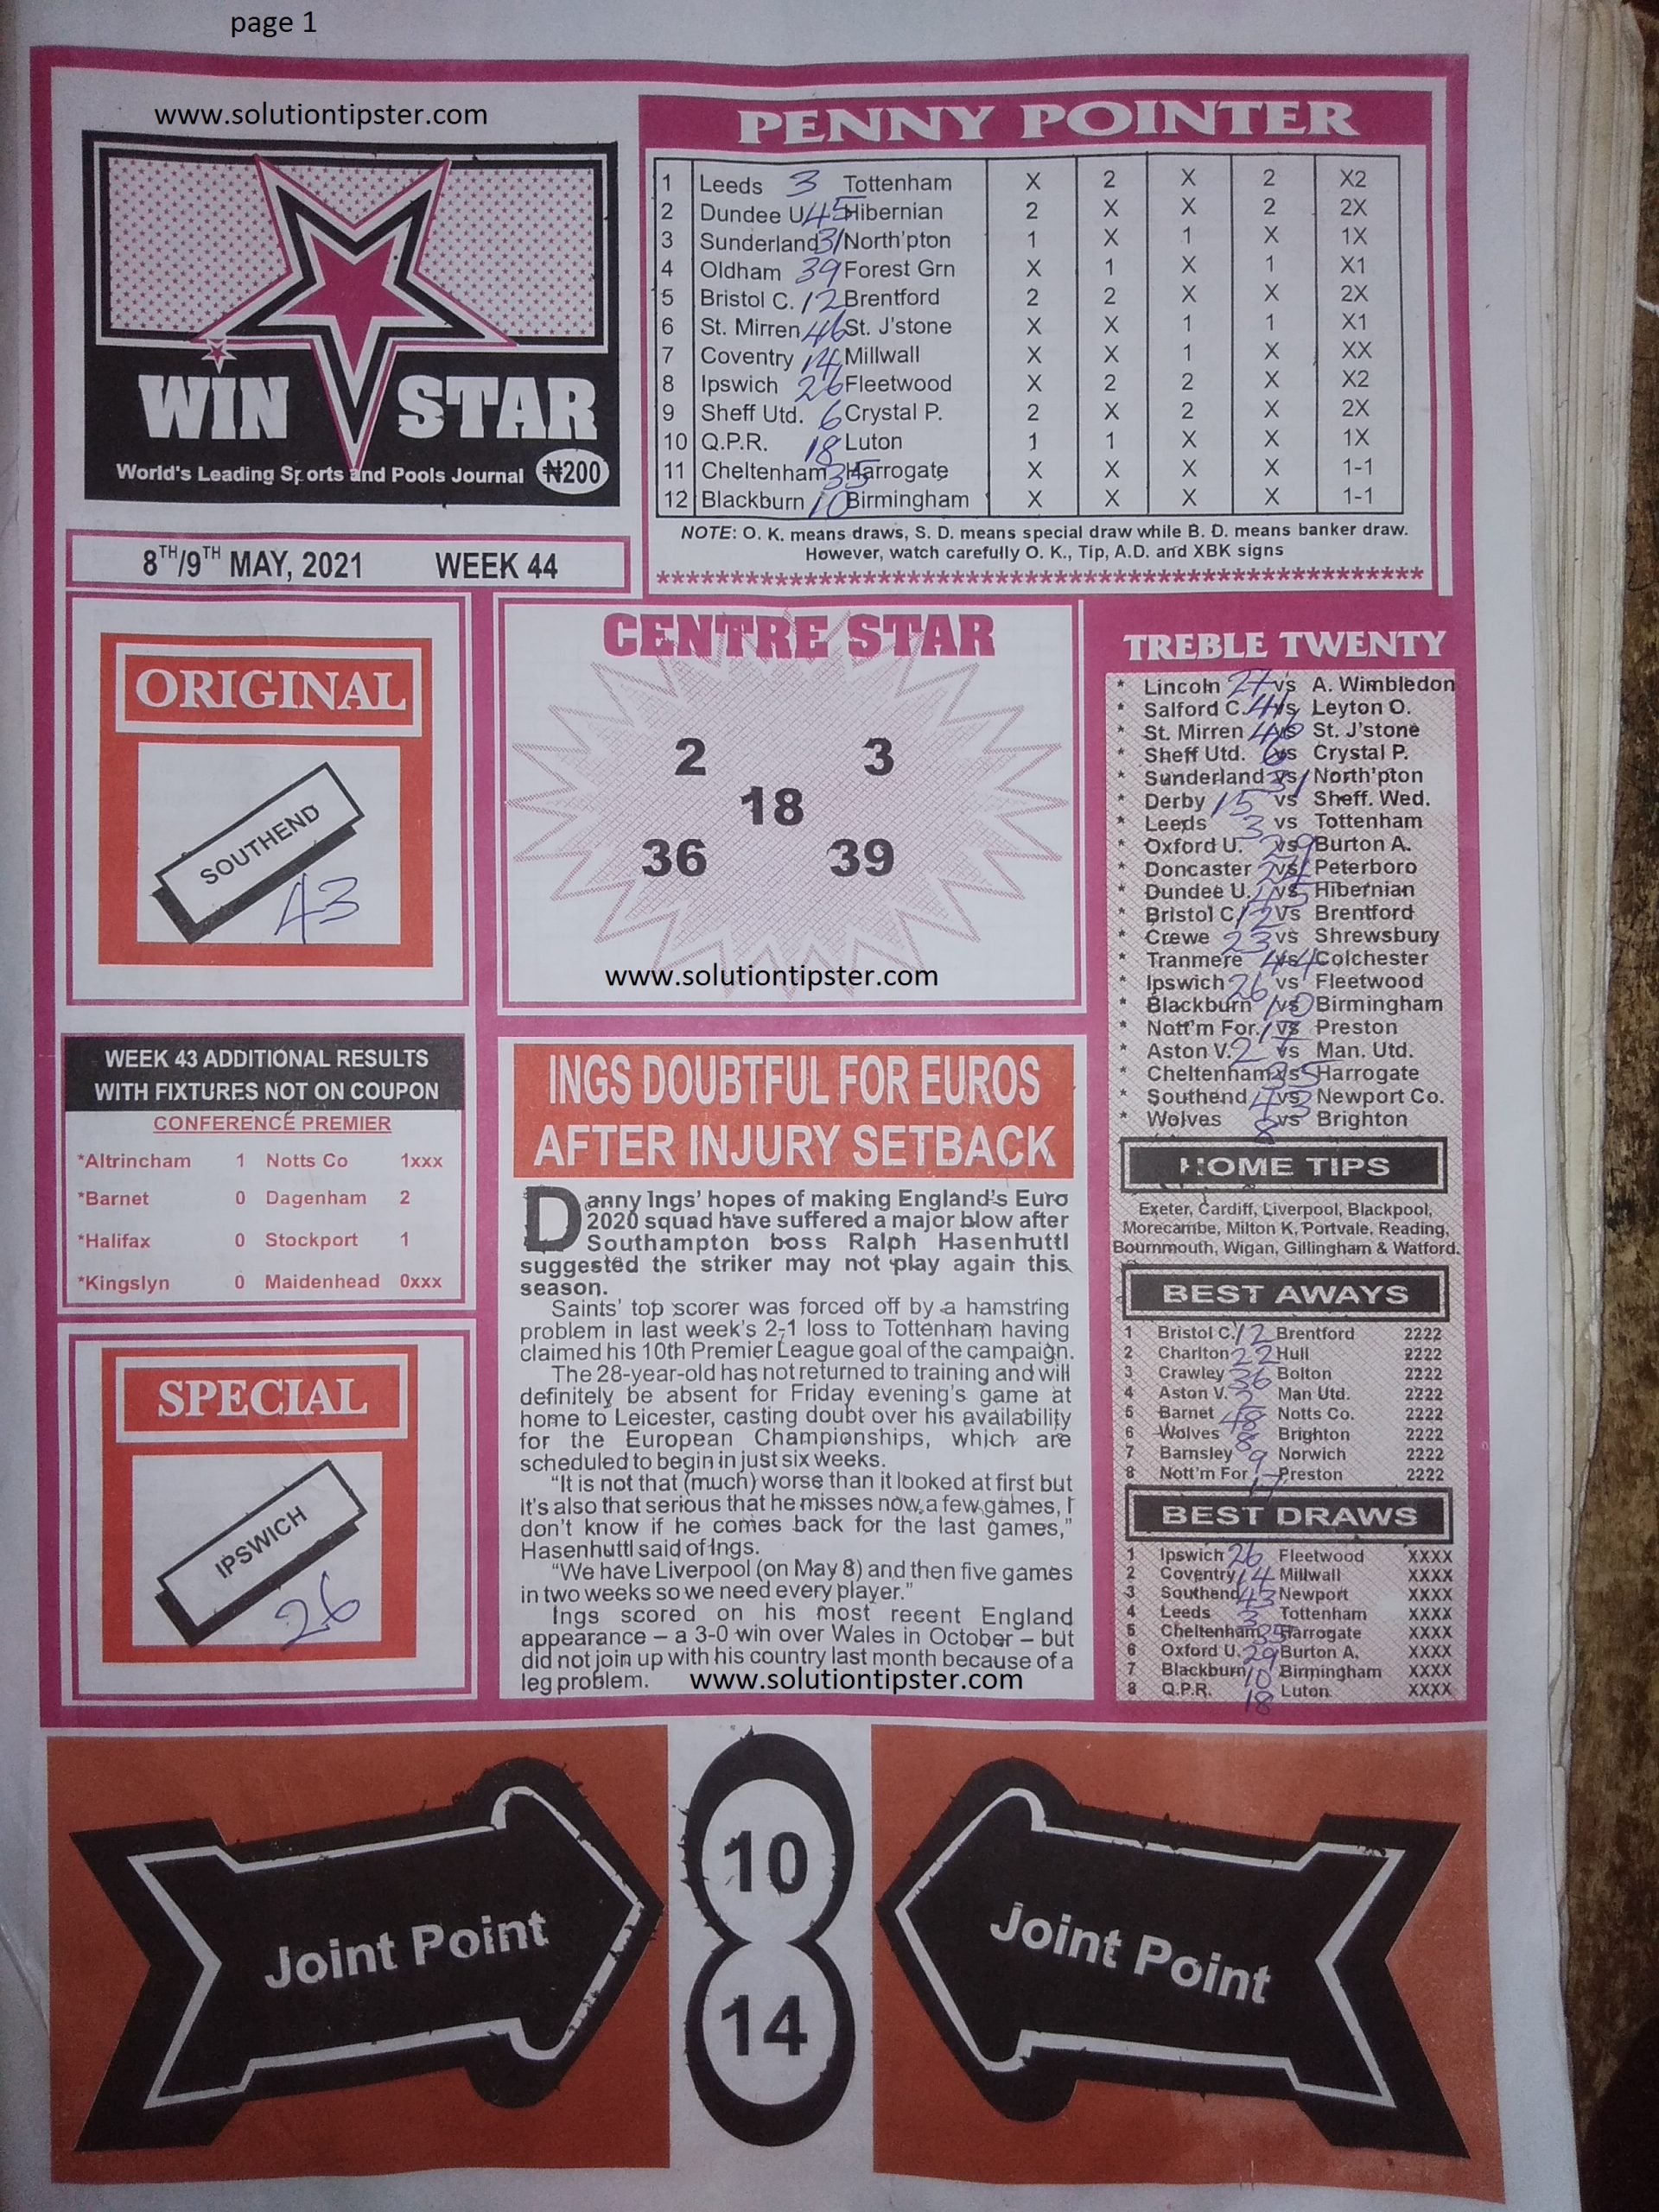 page 1
www.solutiontipster.com
WIN STAR
World's Leading Sports and Pools Journal ₦200
8TH/9TH MAY, 2021 WEEK 44
PENNY POINTER
1 Leeds 3 Tottenham X 2 X 2 X2
2 Dundee U 45 Hibernian 2 X X 2 2X
3 Sunderland 31 North'pton 1 X 1 X 1X
4 Oldham 39 Forest Grn X 1 X 1 X1
5 Bristol C. 12 Brentford 2 2 X X 2X
6 St. Mirren 46 St. J'stone X X 1 1 X1
7 Coventry 14 Millwall X X 1 X XX
8 Ipswich 26 Fleetwood X 2 2 X X2
9 Sheff Utd. 6 Crystal P. 2 X 2 X 2X
10 Q.P.R. 18 Luton 1 1 X X 1X
11 Cheltenham 35 Harrogate X X X X 1-1
12 Blackburn 10 Birmingham X X X X 1-1
NOTE: O. K. means draws, S. D. means special draw while B. D. means banker draw.
However, watch carefully O. K., Tip, A.D. and XBK signs
ORIGINAL
SOUTHEND
43
CENTRE STAR
2 3
18
36 39
www.solutiontipster.com
WEEK 43 ADDITIONAL RESULTS
WITH FIXTURES NOT ON COUPON
CONFERENCE PREMIER
*Altrincham 1 Notts Co 1xxx
*Barnet 0 Dagenham 2
*Halifax 0 Stockport 1
*Kingslyn 0 Maidenhead 0xxx
SPECIAL
IPSWICH
26
INGS DOUBTFUL FOR EUROS
AFTER INJURY SETBACK
Danny Ings' hopes of making England's Euro
2020 squad have suffered a major blow after
Southampton boss Ralph Hasenhuttl
suggested the striker may not play again this
season.
Saints' top scorer was forced off by a hamstring
problem in last week's 2-1 loss to Tottenham having
claimed his 10th Premier League goal of the campaign.
The 28-year-old has not returned to training and will
definitely be absent for Friday evening's game at
home to Leicester, casting doubt over his availability
for the European Championships, which are
scheduled to begin in just six weeks.
"It is not that (much) worse than it looked at first but
it's also that serious that he misses now a few games, I
don't know if he comes back for the last games,"
Hasenhuttl said of Ings.
"We have Liverpool (on May 8) and then five games
in two weeks so we need every player."
Ings scored on his most recent England
appearance – a 3-0 win over Wales in October – but
did not join up with his country last month because of a
leg problem.
www.solutiontipster.com
TREBLE TWENTY
* Lincoln 27 vs A. Wimbledon
* Salford C. 41 vs Leyton O.
* St. Mirren 46 vs St. J'stone
* Sheff Utd. 6 vs Crystal P.
* Sunderland 31 vs North'pton
* Derby 15 vs Sheff. Wed.
* Leeds 3 vs Tottenham
* Oxford U. 29 vs Burton A.
* Doncaster vs Peterboro
* Dundee U. 45 vs Hibernian
* Bristol C. 12 vs Brentford
* Crewe 23 vs Shrewsbury
* Tranmere 44 vs Colchester
* Ipswich 26 vs Fleetwood
* Blackburn 10 vs Birmingham
* Nott'm For. 17 vs Preston
* Aston V. 2 vs Man. Utd.
* Cheltenham 35 vs Harrogate
* Southend 43 vs Newport Co.
* Wolves 8 vs Brighton
HOME TIPS
Exeter, Cardiff, Liverpool, Blackpool,
Morecambe, Milton K, Portvale, Reading,
Bournmouth, Wigan, Gillingham & Watford.
BEST AWAYS
1 Bristol C. 12 Brentford 2222
2 Charlton 22 Hull 2222
3 Crawley 36 Bolton 2222
4 Aston V. 2 Man Utd. 2222
5 Barnet 48 Notts Co. 2222
6 Wolves 8 Brighton 2222
7 Barnsley 9 Norwich 2222
8 Nott'm For 17 Preston 2222
BEST DRAWS
1 Ipswich 26 Fleetwood XXXX
2 Coventry 14 Millwall XXXX
3 Southend 43 Newport XXXX
4 Leeds 3 Tottenham XXXX
5 Cheltenham 35 Harrogate XXXX
6 Oxford U. 29 Burton A. XXXX
7 Blackburn 10 Birmingham XXXX
8 Q.P.R. 18 Luton XXXX
Joint Point
10
14
Joint Point